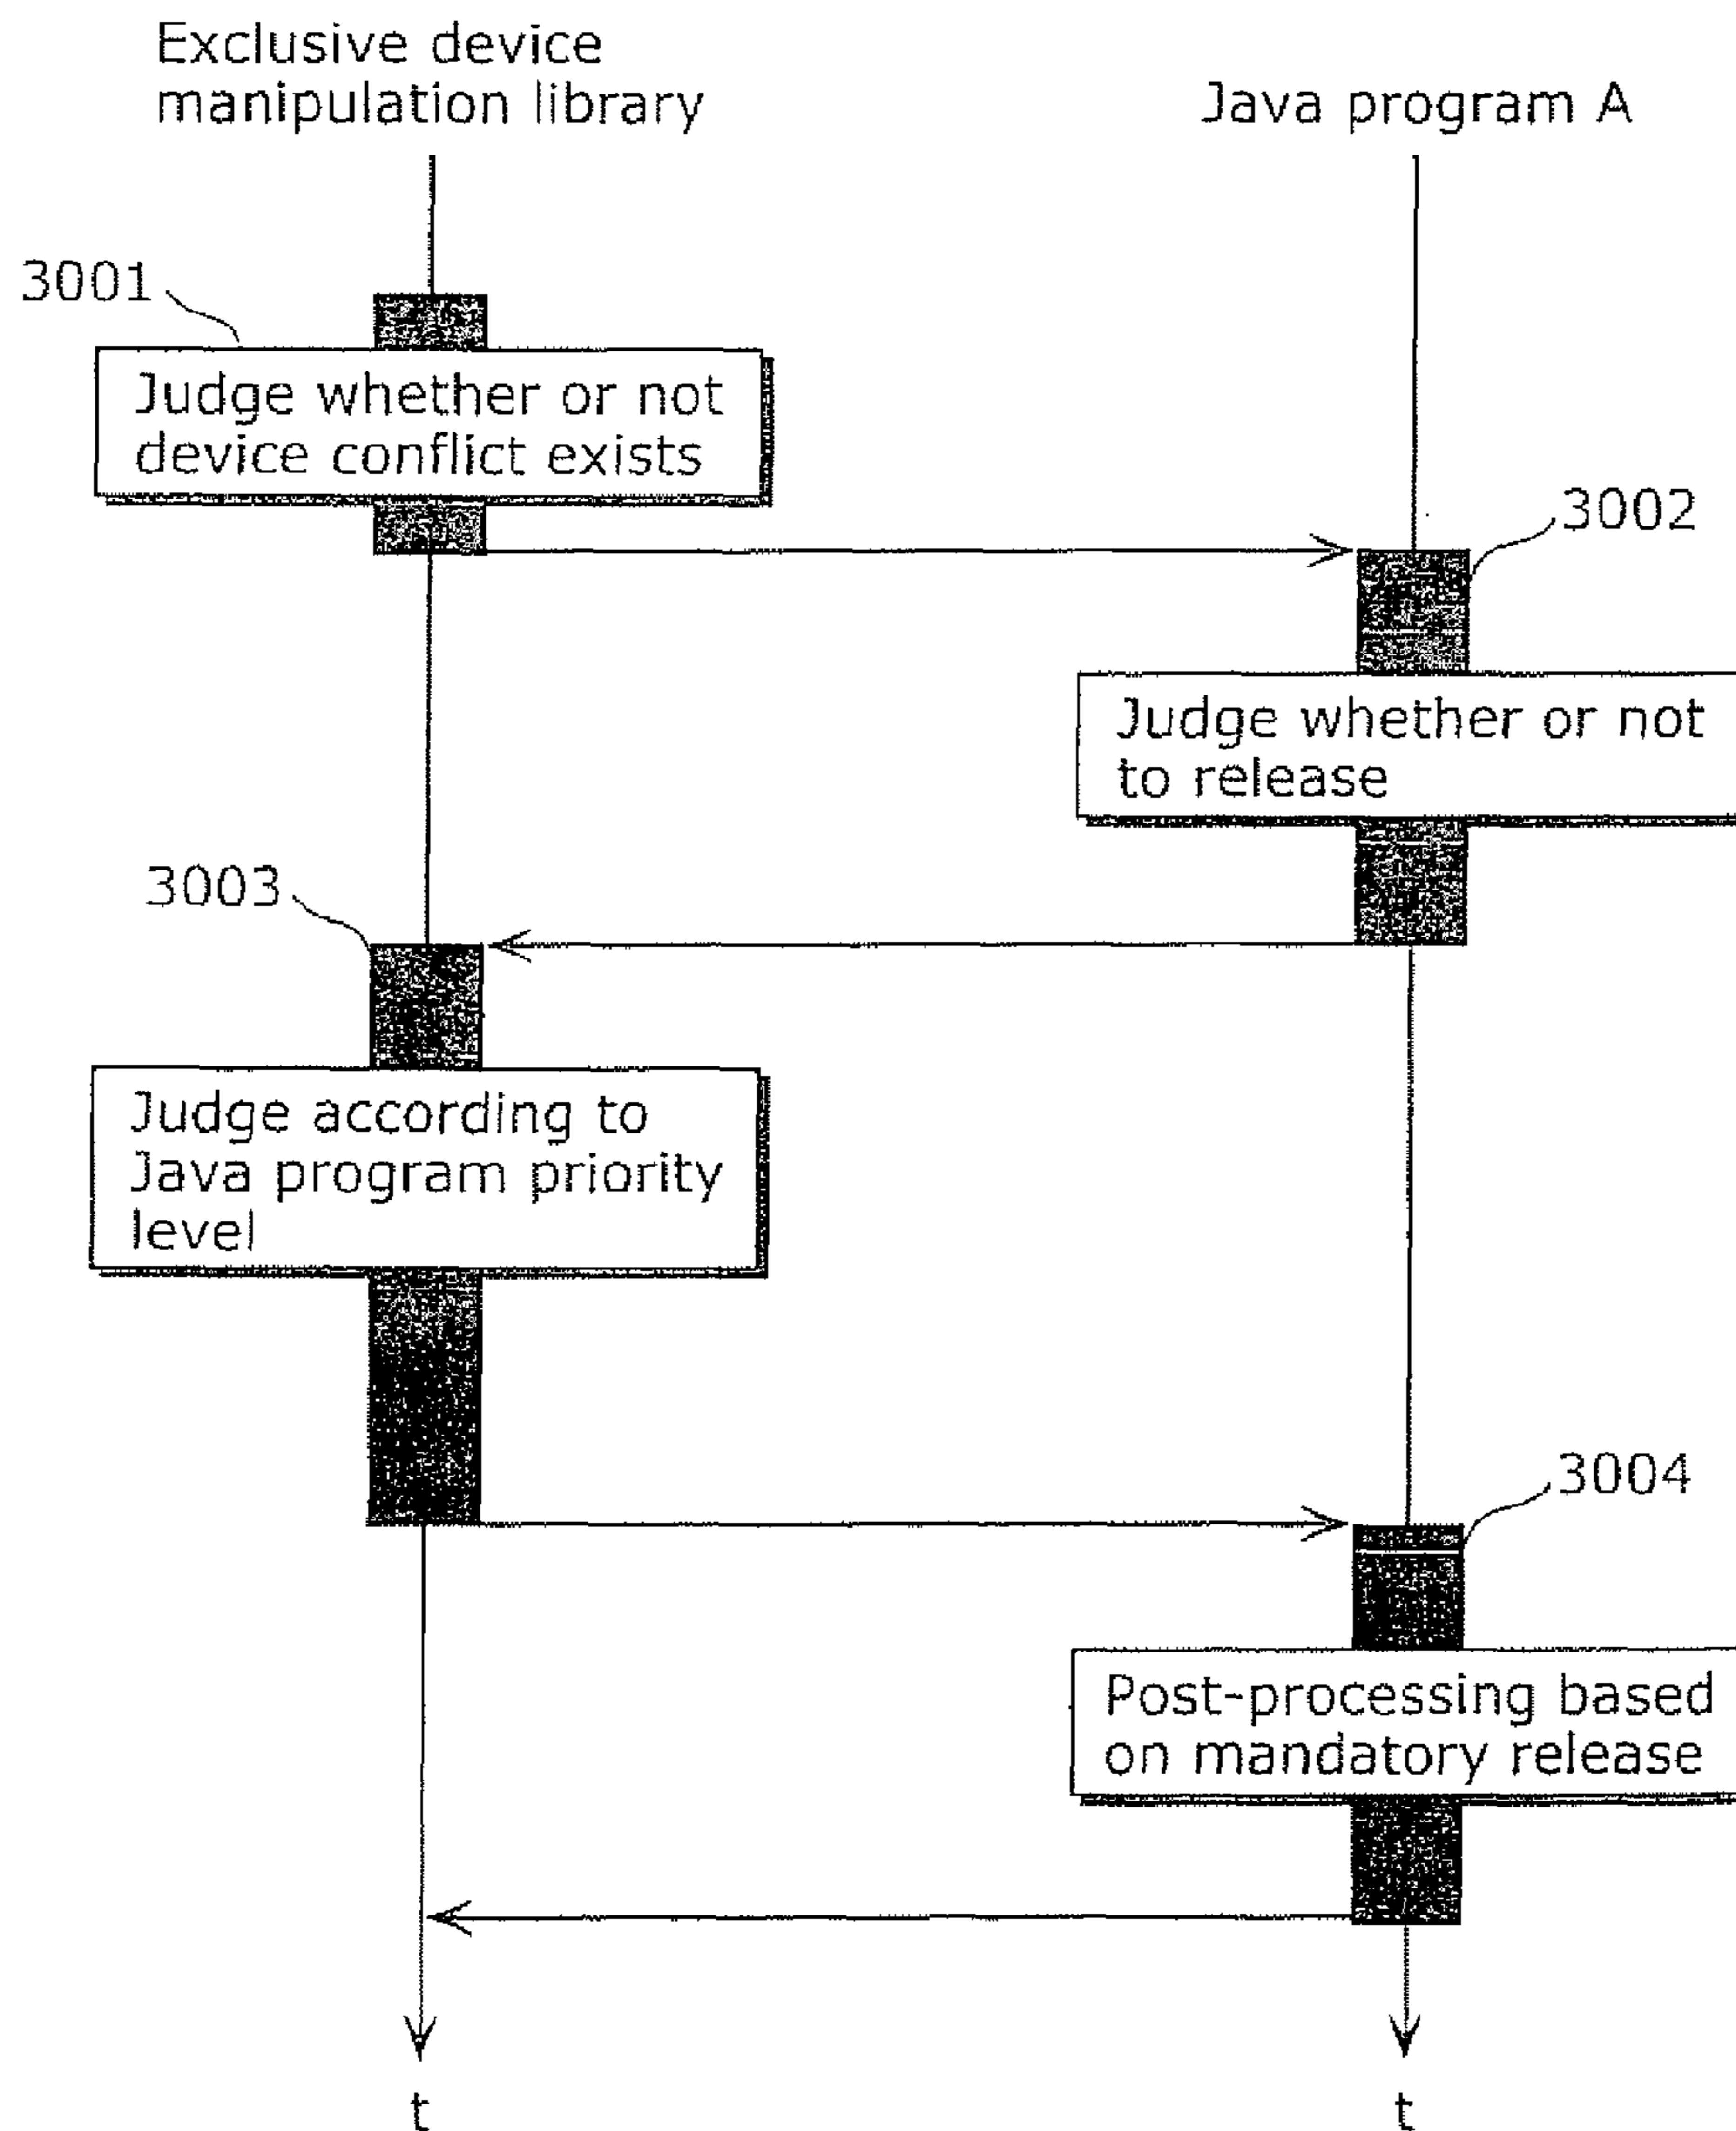 Exclusive device
manipulation library
Java program A
3001
Judge whether or not
device conflict exists
3002
Judge whether or not
to release
3003
Judge according to
Java program priority
level
3004
Post-processing based
on mandatory release
t
t